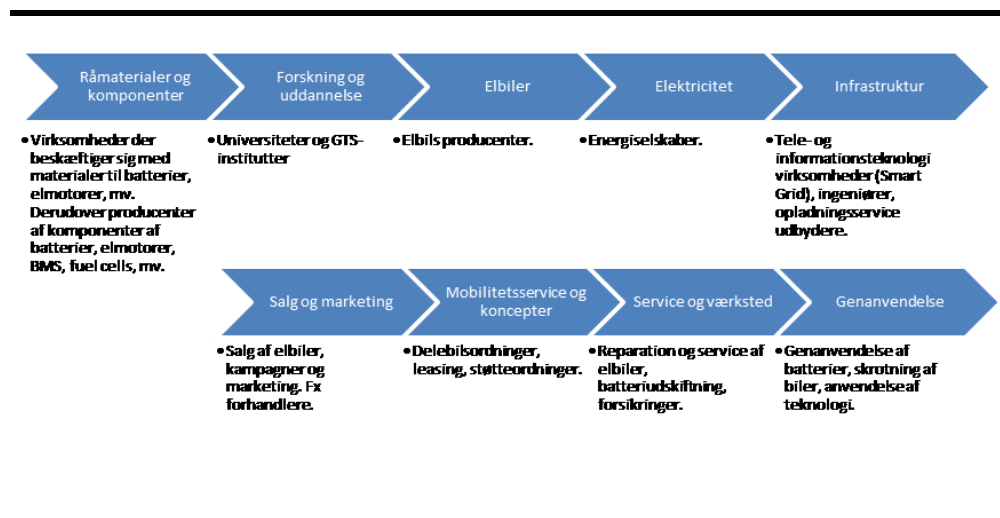 Råmaterialer og
komponenter
Forskning og
uddannelse
Elbiler
Elektricitet
Infrastruktur
•Virksomheder der
beskæftiger sig med
materialer til batterier,
elmotorer, mv.
Derudover producenter
af komponenter af
batterier, elmotorer,
BMS, fuel cells, mv.
•Universiteter og GTS-
institutter
•Elbils producenter.
•Energiselskaber.
•Tele- og
informationsteknologi
virksomheder (Smart
Grid), ingeniører,
opladningsservice
udbydere.
Salg og marketing
Mobilitetsservice og
koncepter
Service og værksted
Genanvendelse
•Salg af elbiler,
kampagner og
marketing. Fx
forhandlere.
•Delebilsordninger,
leasing, støtteordninger.
•Reparation og service af
elbiler,
batteriudskiftning,
forsikringer.
•Genanvendelse af
batterier, skrotning af
biler, anvendelse af
teknologi.